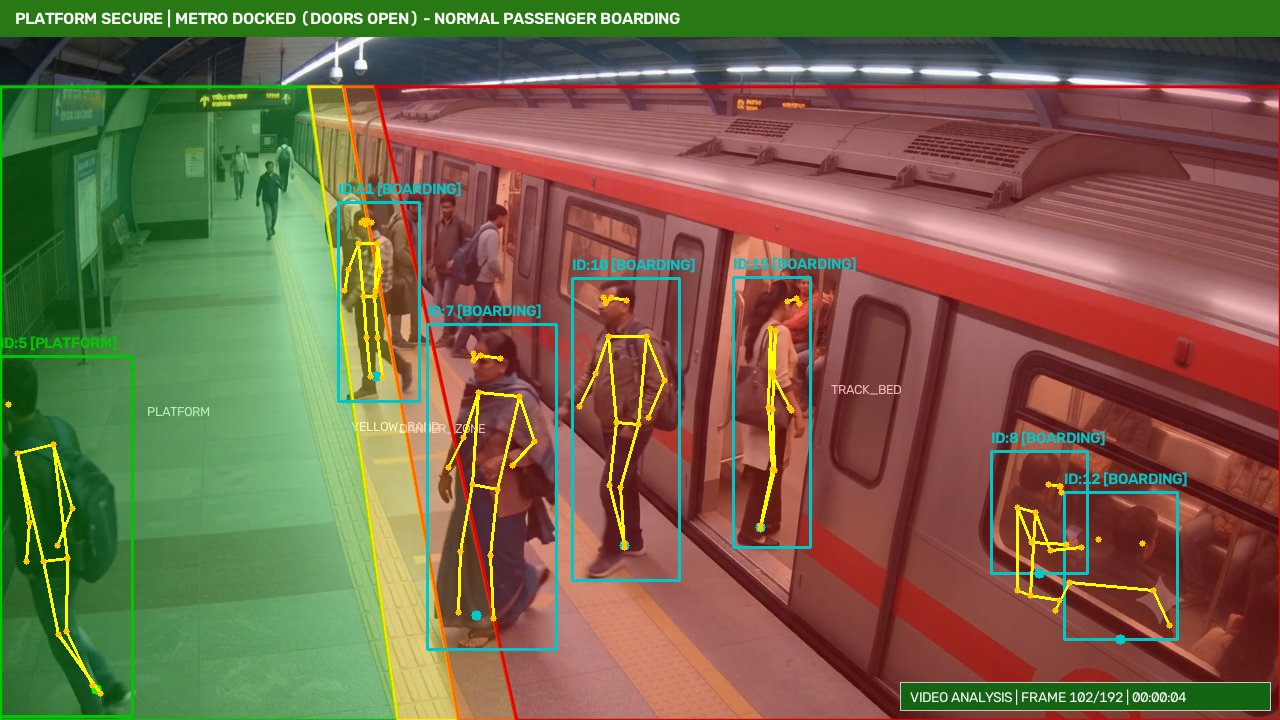 PLATFORM SECURE | METRO DOCKED (DOORS OPEN) - NORMAL PASSENGER BOARDING
ID:11 [BOARDING]
ID:10 [BOARDING]
ID:15 [BOARDING]
ID:7 [BOARDING]
ID:5 [PLATFORM]
TRACK_BED
PLATFORM
YELLOW_BAND
DANGER_ZONE
ID:8 [BOARDING]
ID:12 [BOARDING]
VIDEO ANALYSIS | FRAME 102/192 | 00:00:04